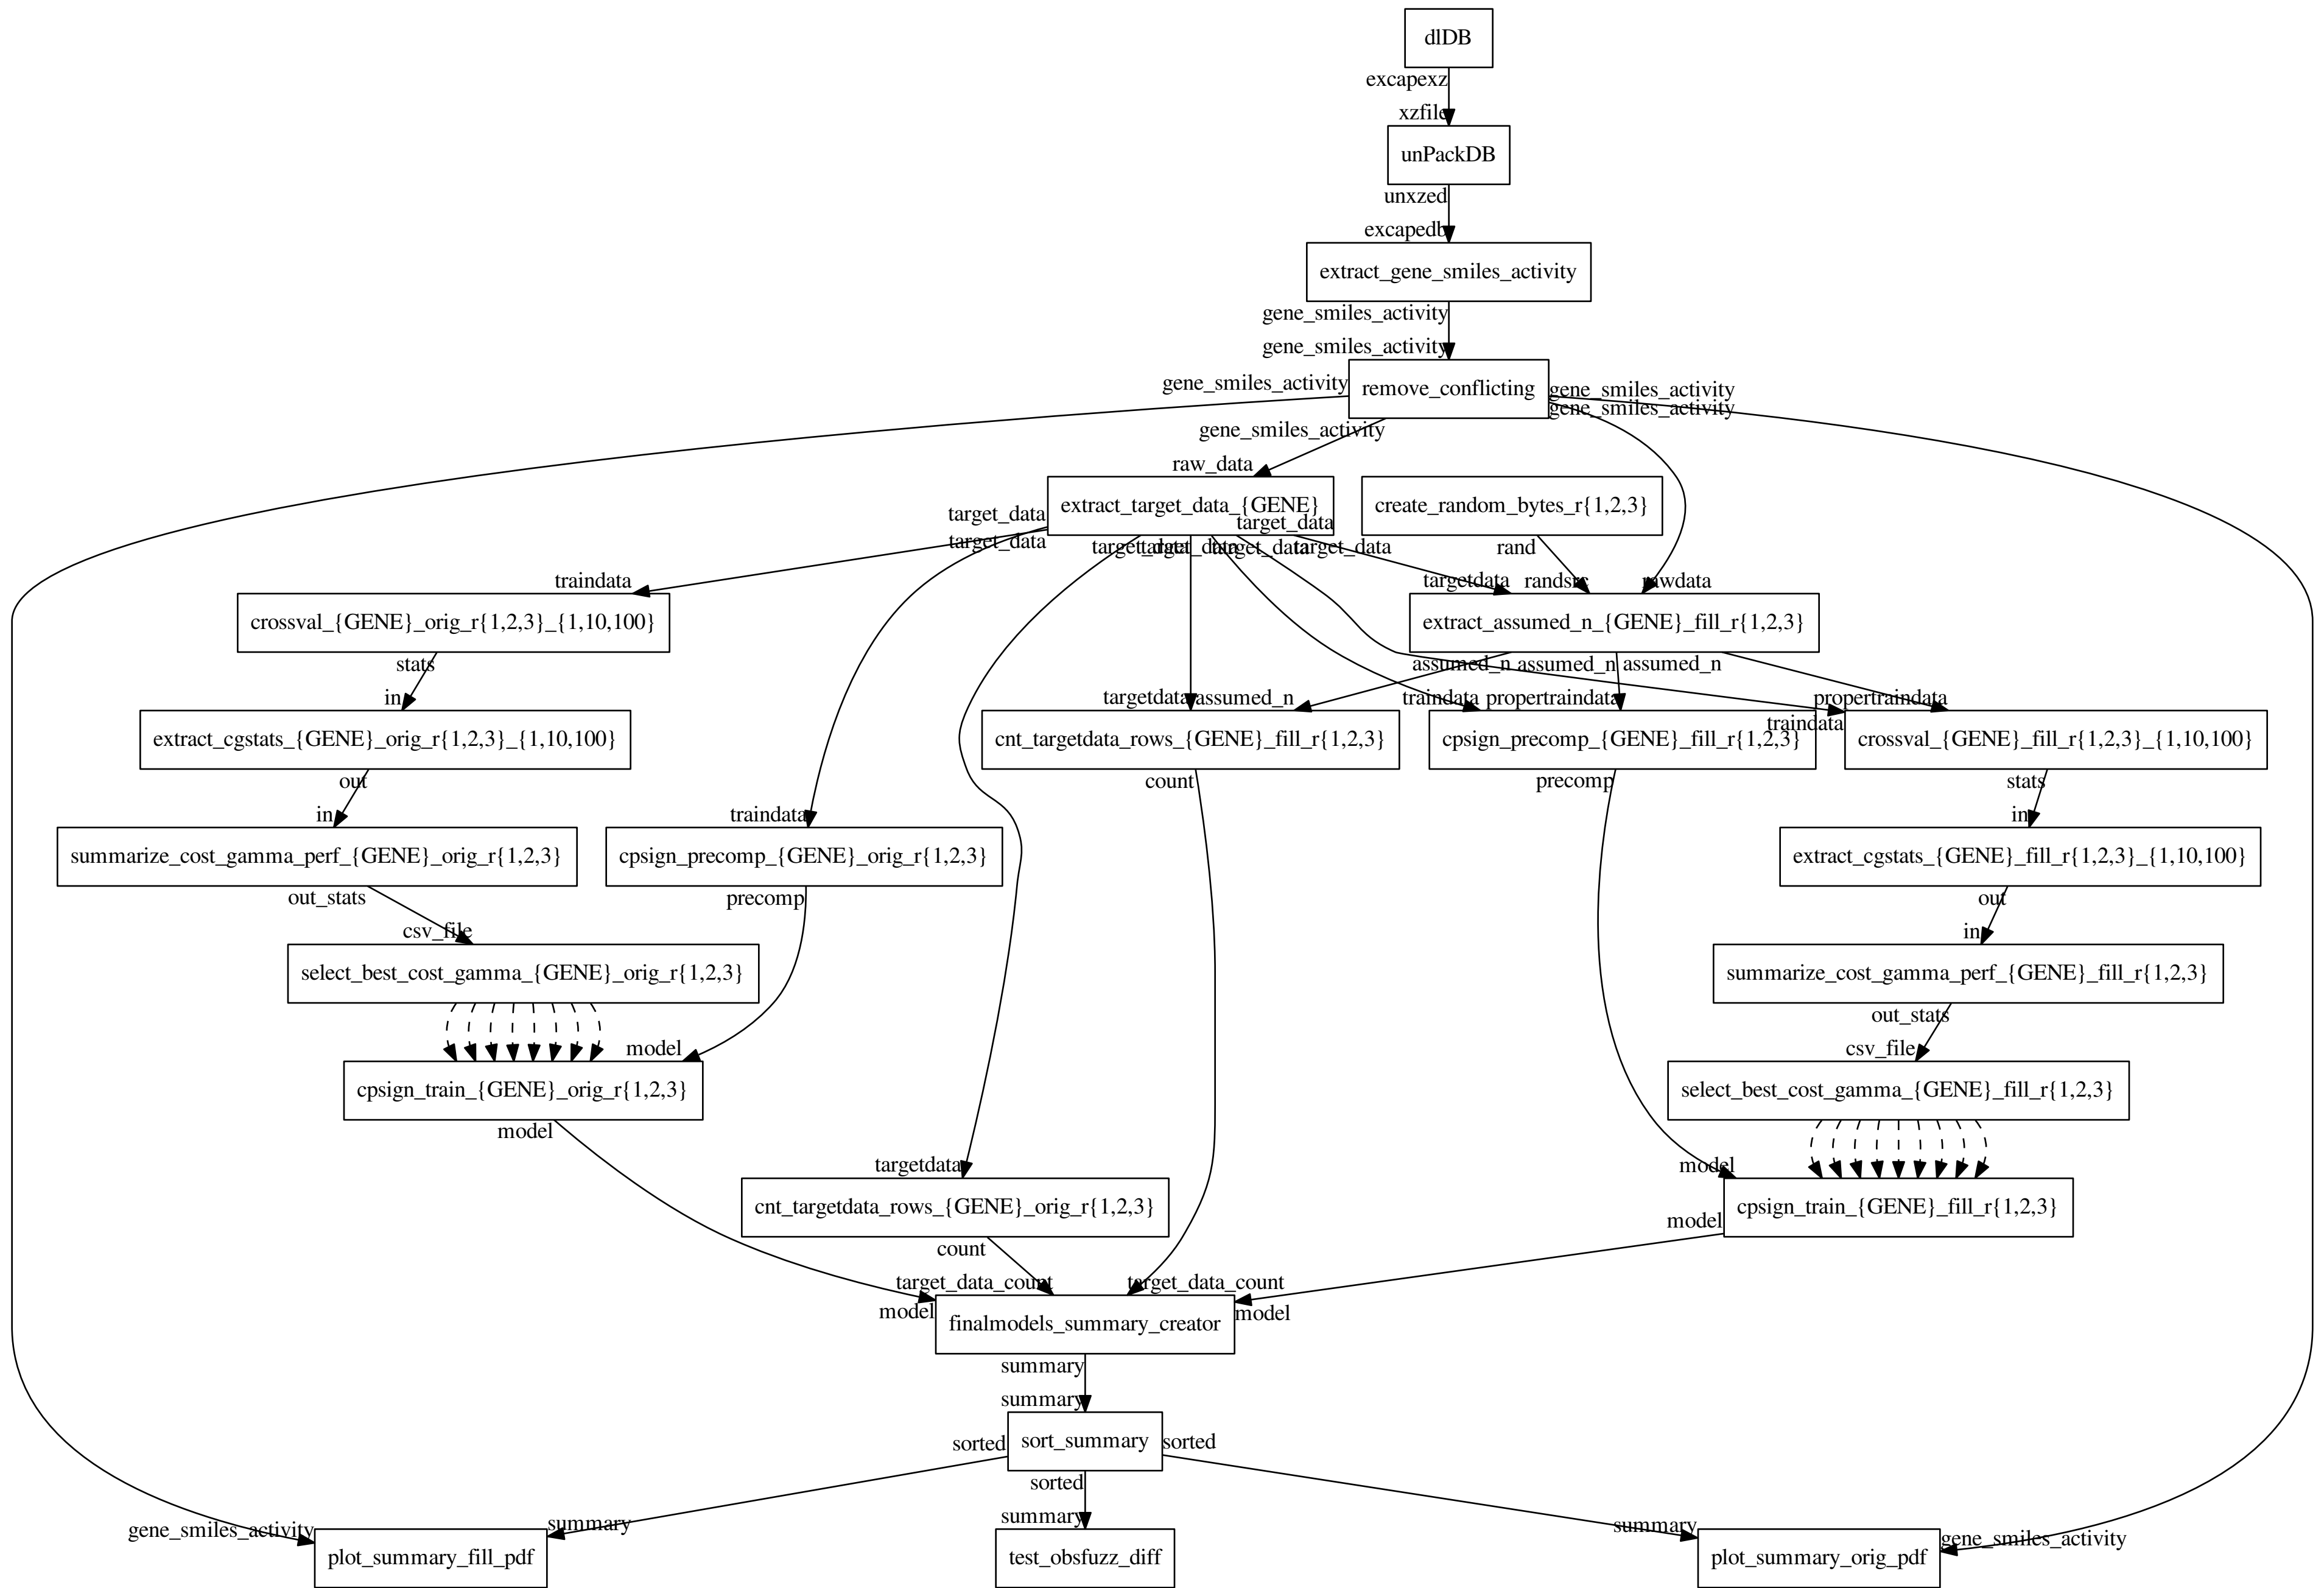 dlDB
excapexz
xzfile
unPackDB
unxzed
excapedb
extract_gene_smiles_activity
gene_smiles_activity
gene_smiles_activity
remove_conflicting
gene_smiles_activity
gene_smiles_activity
gene_smiles_activity
gene_smiles_activity
raw_data
extract_target_data_{GENE}
create_random_bytes_r{1,2,3}
target_data
target_data
target_data
target_data
target_data
target_data
target_data
rand
traindata
targetdata
randsrc
rawdata
crossval_{GENE}_orig_r{1,2,3}_{1,10,100}
extract_assumed_n_{GENE}_fill_r{1,2,3}
stats
assumed_n
assumed_n
assumed_n
in
targetdata
assumed_n
traindata
propertraindata
propertraindata
traindata
extract_cgstats_{GENE}_orig_r{1,2,3}_{1,10,100}
cnt_targetdata_rows_{GENE}_fill_r{1,2,3}
cpsign_precomp_{GENE}_fill_r{1,2,3}
crossval_{GENE}_fill_r{1,2,3}_{1,10,100}
out
count
precomp
stats
in
traindata
in
summarize_cost_gamma_perf_{GENE}_orig_r{1,2,3}
cpsign_precomp_{GENE}_orig_r{1,2,3}
extract_cgstats_{GENE}_fill_r{1,2,3}_{1,10,100}
out_stats
precomp
out
csv_file
in
select_best_cost_gamma_{GENE}_orig_r{1,2,3}
summarize_cost_gamma_perf_{GENE}_fill_r{1,2,3}
out_stats
model
csv_file
cpsign_train_{GENE}_orig_r{1,2,3}
select_best_cost_gamma_{GENE}_fill_r{1,2,3}
model
targetdata
model
cnt_targetdata_rows_{GENE}_orig_r{1,2,3}
cpsign_train_{GENE}_fill_r{1,2,3}
count
model
target_data_count
target_data_count
model
model
finalmodels_summary_creator
summary
summary
sort_summary
sorted
sorted
sorted
gene_smiles_activity
summary
summary
summary
gene_smiles_activity
plot_summary_fill_pdf
test_obsfuzz_diff
plot_summary_orig_pdf